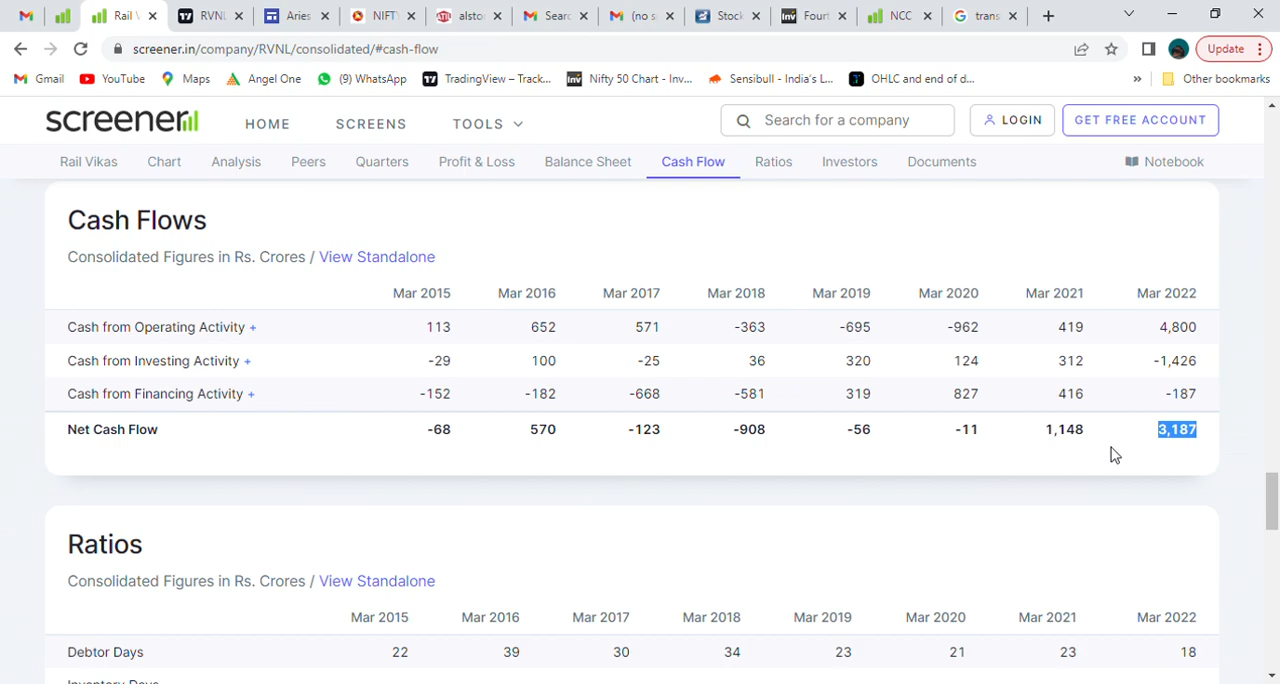 Rail V
RVNL
Aries
NIFTY
alsto
Searc
(no s
Stock
Fourt
NCC
trans
screener.in/company/RVNL/consolidated/#cash-flow
Update
Gmail
YouTube
Maps
Angel One
(9) WhatsApp
TradingView – Track...
Nifty 50 Chart - Inv...
Sensibull - India's L...
OHLC and end of d...
»
Other bookmarks
screener
HOME
SCREENS
TOOLS
Search for a company
LOGIN
GET FREE ACCOUNT
Rail Vikas Chart Analysis Peers Quarters Profit & Loss Balance Sheet Cash Flow Ratios Investors Documents Notebook
Cash Flows
Consolidated Figures in Rs. Crores / View Standalone
Mar 2015 Mar 2016 Mar 2017 Mar 2018 Mar 2019 Mar 2020 Mar 2021 Mar 2022
Cash from Operating Activity + 113 652 571 -363 -695 -962 419 4,800
Cash from Investing Activity + -29 100 -25 36 320 124 312 -1,426
Cash from Financing Activity + -152 -182 -668 -581 319 827 416 -187
Net Cash Flow -68 570 -123 -908 -56 -11 1,148 3,187
Ratios
Consolidated Figures in Rs. Crores / View Standalone
Mar 2015 Mar 2016 Mar 2017 Mar 2018 Mar 2019 Mar 2020 Mar 2021 Mar 2022
Debtor Days 22 39 30 34 23 21 23 18
Inventory Days